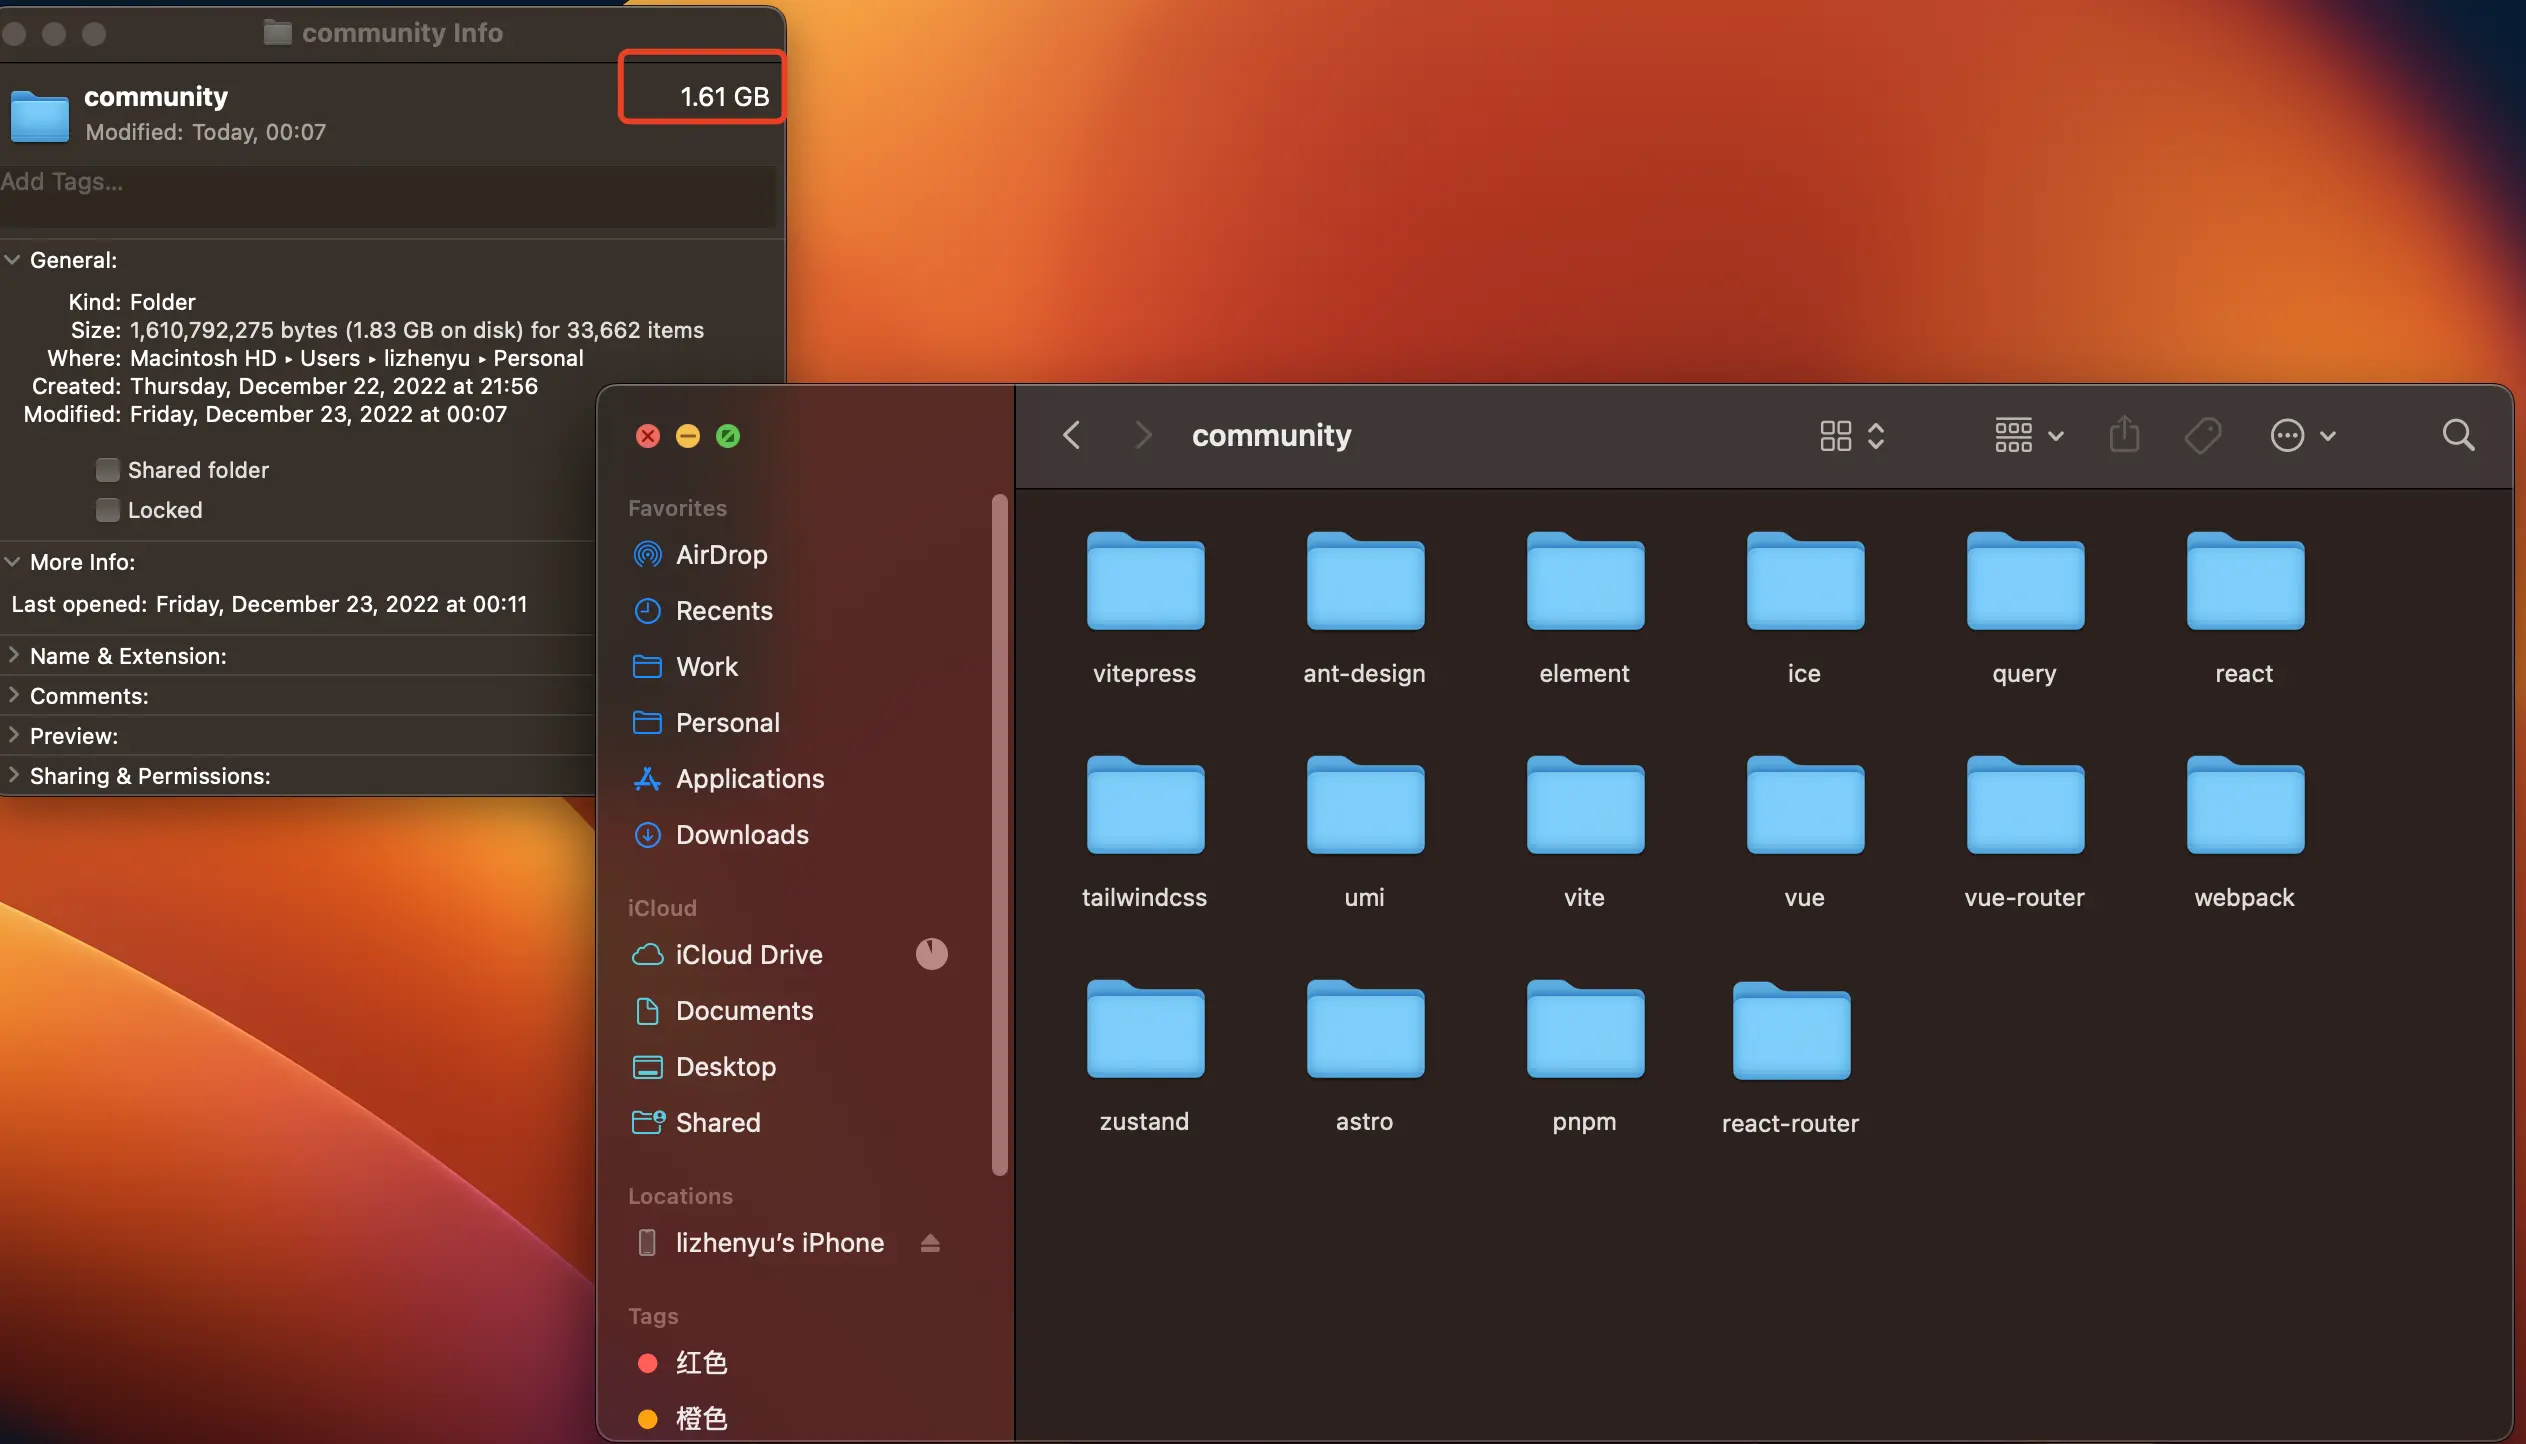 community Info
community
1.61 GB
Modified: Today, 00:07
Add Tags...
General:
Kind: Folder
Size: 1,610,792,275 bytes (1.83 GB on disk) for 33,662 items
Where: Macintosh HD ▸ Users ▸ lizhenyu ▸ Personal
Created: Thursday, December 22, 2022 at 21:56
Modified: Friday, December 23, 2022 at 00:07
Shared folder
Locked
More Info:
Last opened: Friday, December 23, 2022 at 00:11
Name & Extension:
Comments:
Preview:
Sharing & Permissions:
Favorites
AirDrop
Recents
Work
Personal
Applications
Downloads
iCloud
iCloud Drive
Documents
Desktop
Shared
Locations
lizhenyu’s iPhone
Tags
红色
橙色
community
vitepress ant-design element ice query react
tailwindcss umi vite vue vue-router webpack
zustand astro pnpm react-router